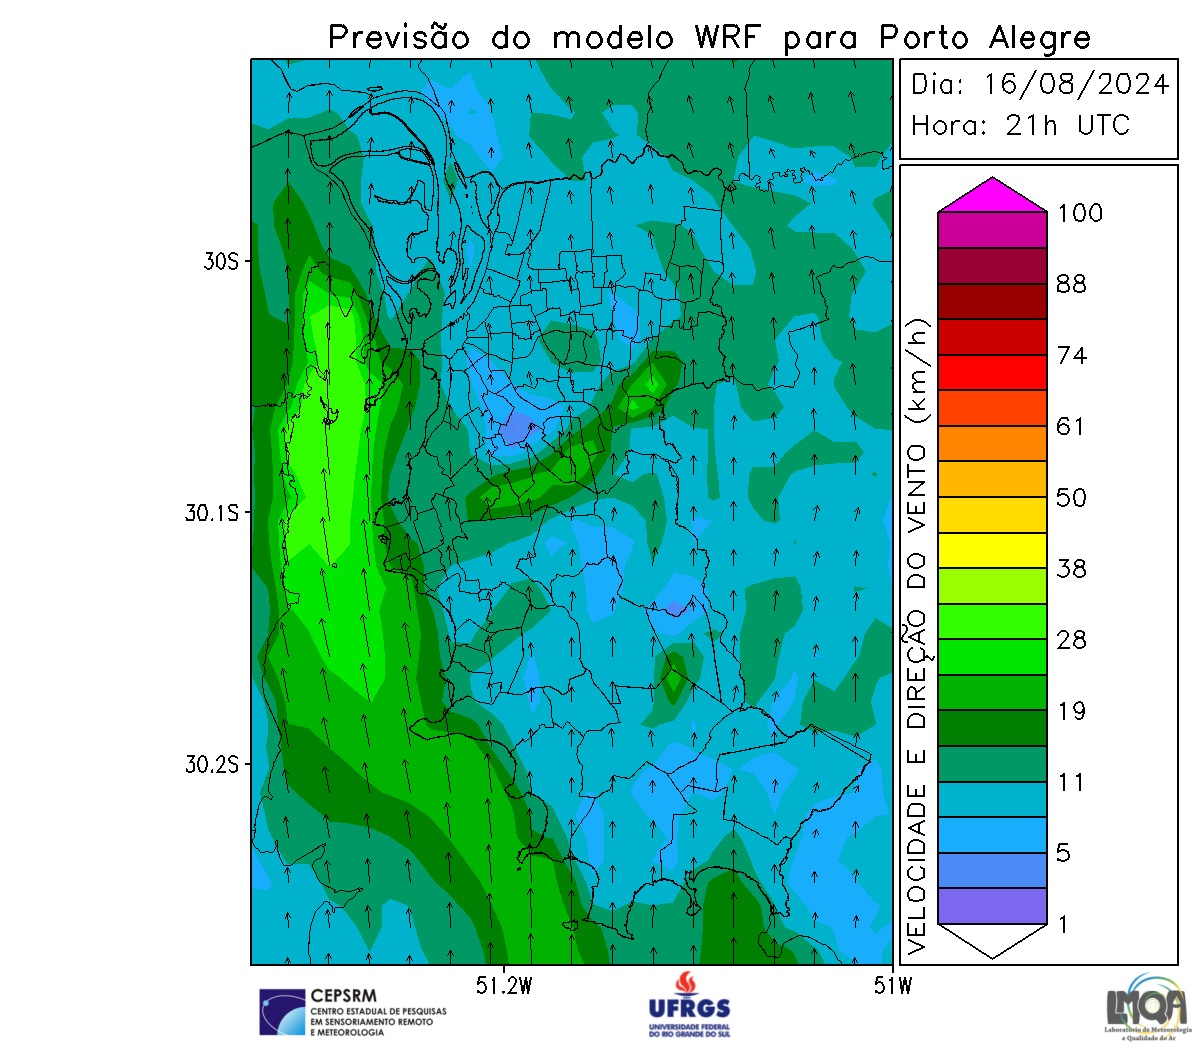 Previsão do modelo WRF para Porto Alegre
Dia: 16/08/2024
Hora: 21h UTC
30S
30.1S
30.2S
51.2W
51W
VELOCIDADE E DIREÇÃO DO VENTO (km/h)
100
88
74
61
50
38
28
19
11
5
1
CEPSRM
CENTRO ESTADUAL DE PESQUISAS
EM SENSORIAMENTO REMOTO
E METEOROLOGIA
UFRGS
UNIVERSIDADE FEDERAL
DO RIO GRANDE DO SUL
LMQA
Laboratório de Meteorologia
e Qualidade do Ar